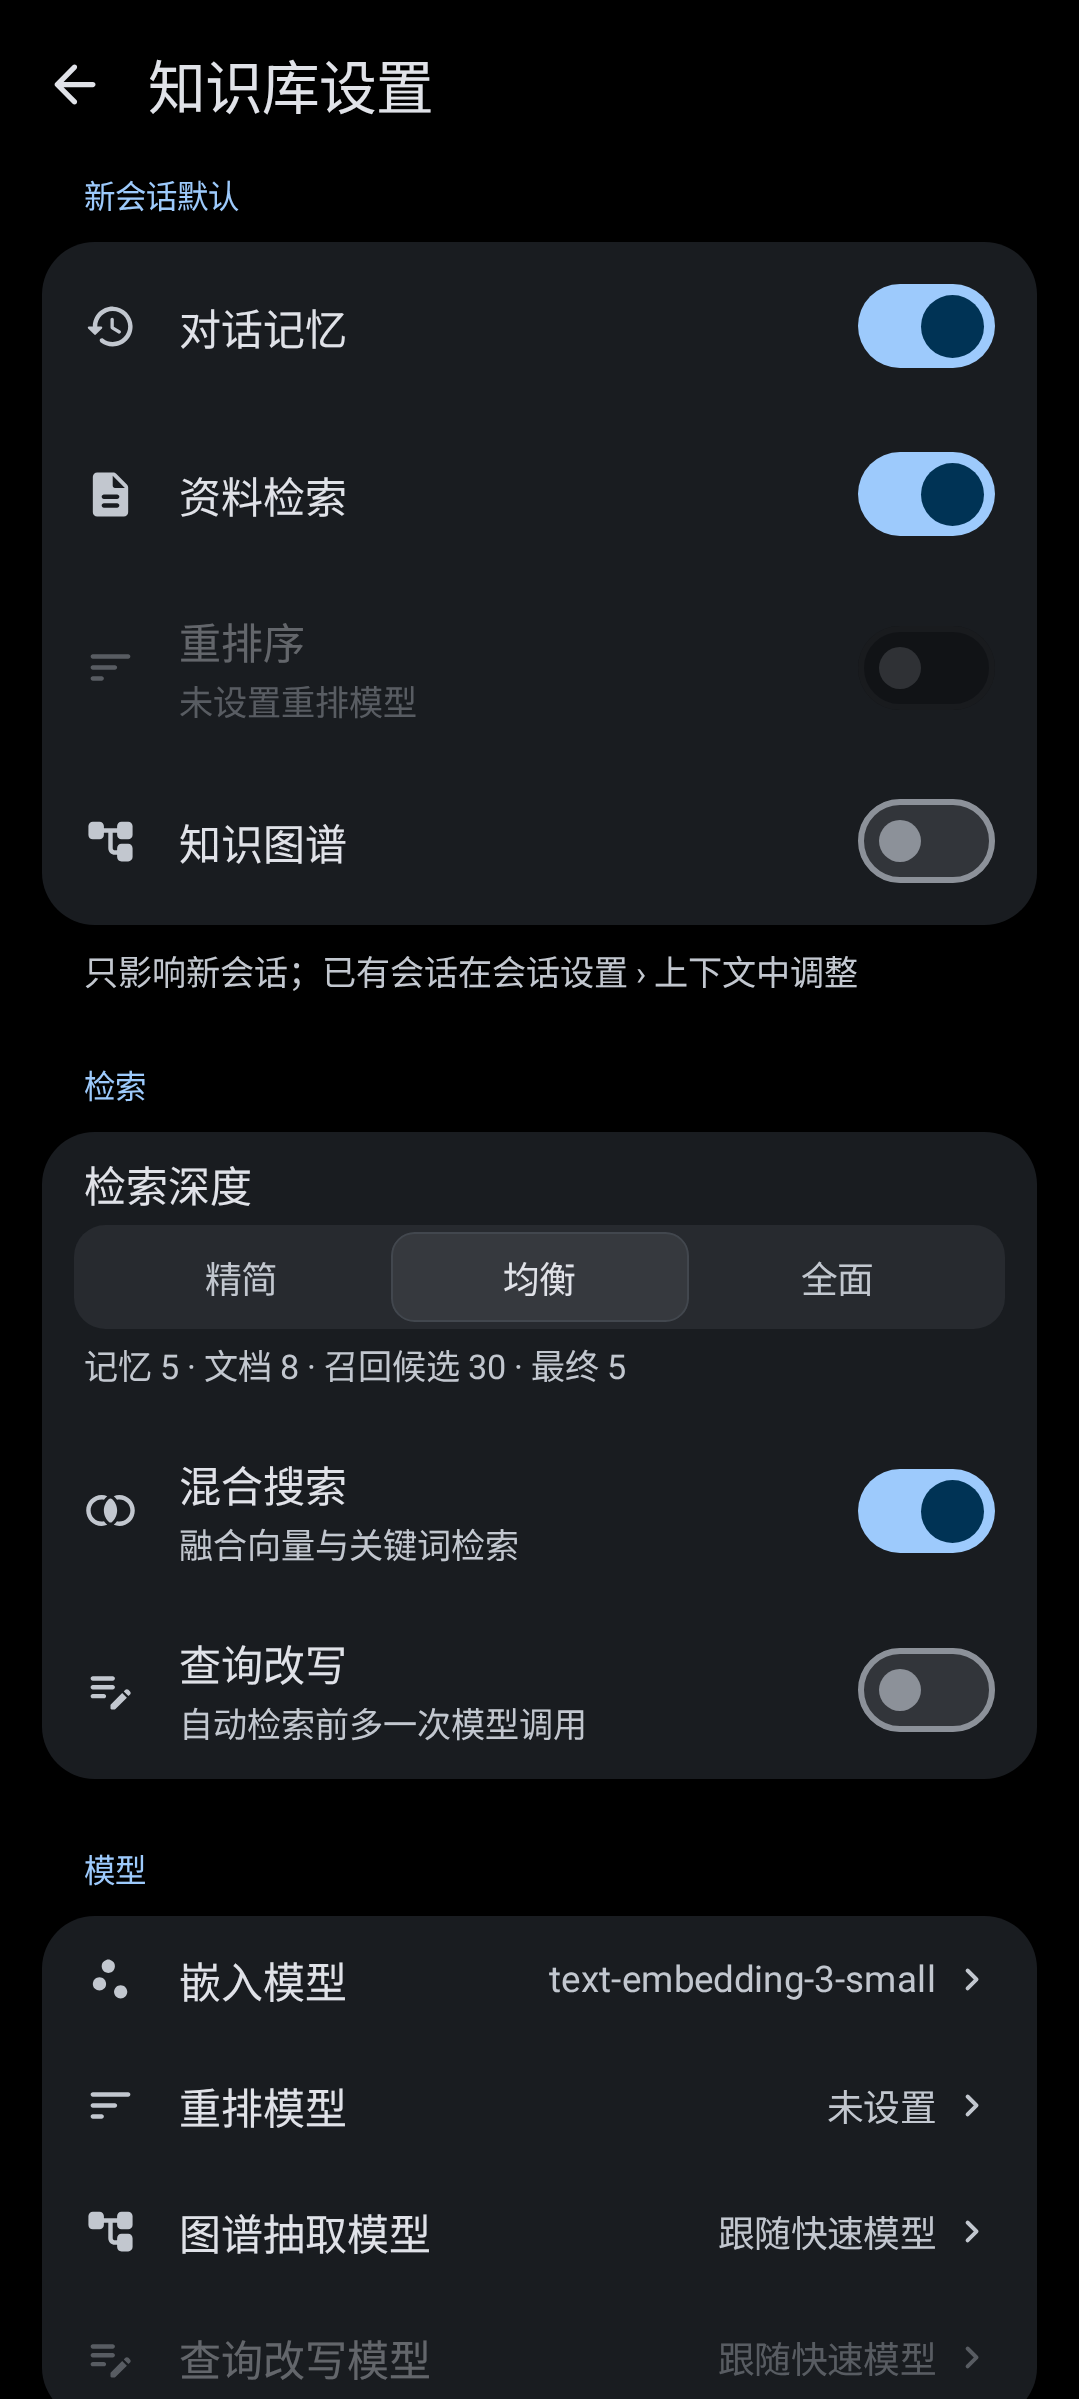 知识库设置
新会话默认
对话记忆
资料检索
重排序
未设置重排模型
知识图谱
只影响新会话；已有会话在会话设置 › 上下文中调整
检索
检索深度
精简 均衡 全面
记忆 5 · 文档 8 · 召回候选 30 · 最终 5
混合搜索
融合向量与关键词检索
查询改写
自动检索前多一次模型调用
模型
嵌入模型 text-embedding-3-small
重排模型 未设置
图谱抽取模型 跟随快速模型
查询改写模型 跟随快速模型